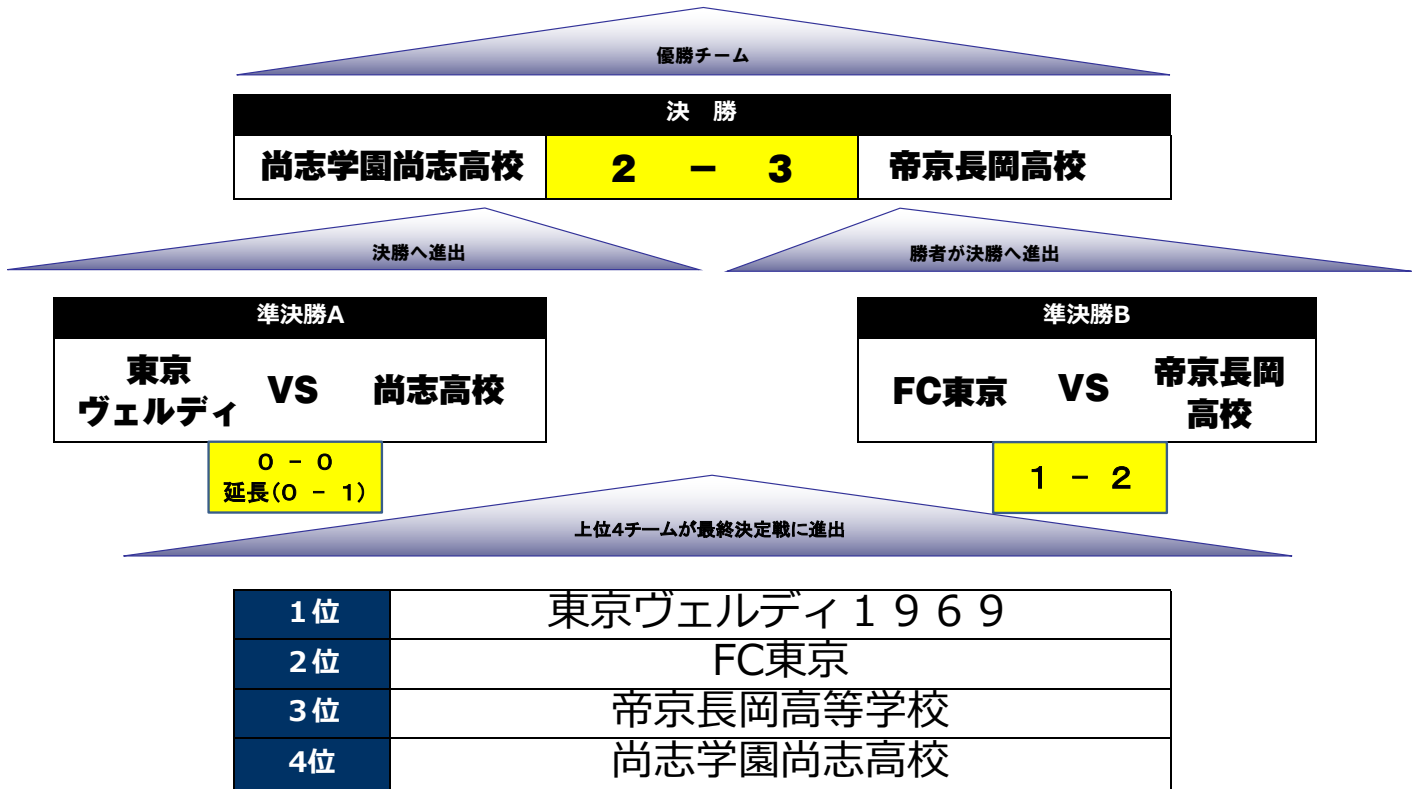 優勝チーム
決　勝
尚志学園尚志高校 ２ － ３ 帝京長岡高校
決勝へ進出
勝者が決勝へ進出
準決勝A
東京
ヴェルディ
VS
尚志高校
０ － ０
延長(０ － １)
準決勝B
FC東京
VS
帝京長岡
高校
１ － ２
上位4チームが最終決定戦に進出
１位 東京ヴェルディ１９６９
２位 FC東京
３位 帝京長岡高等学校
4位 尚志学園尚志高校